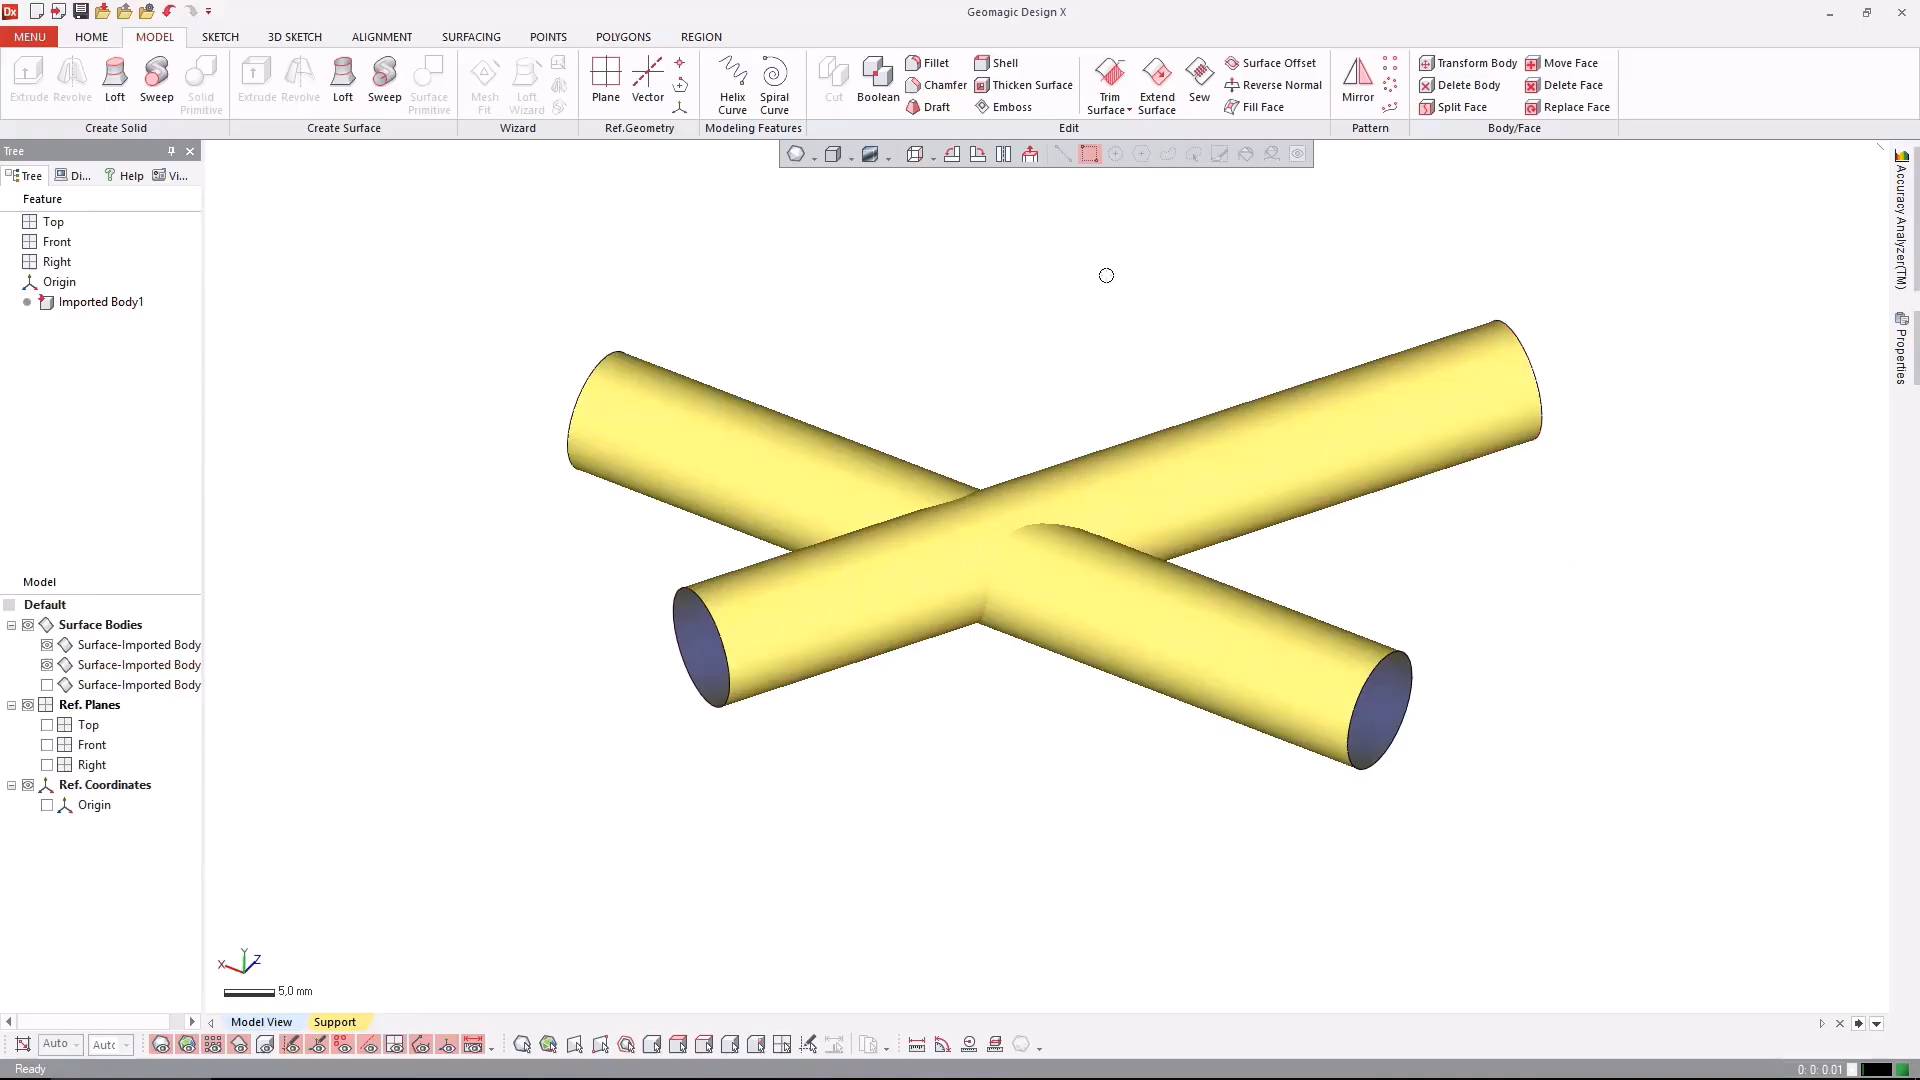 Dx
Geomagic Design X
MENU HOME MODEL SKETCH 3D SKETCH ALIGNMENT SURFACING POINTS POLYGONS REGION
Extrude Revolve Loft Sweep Solid Primitive
Create Solid
Extrude Revolve Loft Sweep Surface Primitive
Create Surface
Mesh Fit Loft Wizard
Wizard
Plane Vector
Ref.Geometry
Helix Curve Spiral Curve
Modeling Features
Cut Boolean
Fillet Shell
Chamfer Thicken Surface
Draft Emboss
Trim Surface Extend Surface Sew
Surface Offset
Reverse Normal
Fill Face
Edit
Mirror
Pattern
Transform Body Move Face
Delete Body Delete Face
Split Face Replace Face
Body/Face
Tree
Tree Di... Help Vi...
Feature
Top
Front
Right
Origin
Imported Body1
Model
Default
Surface Bodies
Surface-Imported Body
Surface-Imported Body
Surface-Imported Body
Ref. Planes
Top
Front
Right
Ref. Coordinates
Origin
Accuracy Analyzer(TM)
Properties
X Y Z
5,0 mm
Model View Support
Auto Autc
Ready
0: 0: 0.01